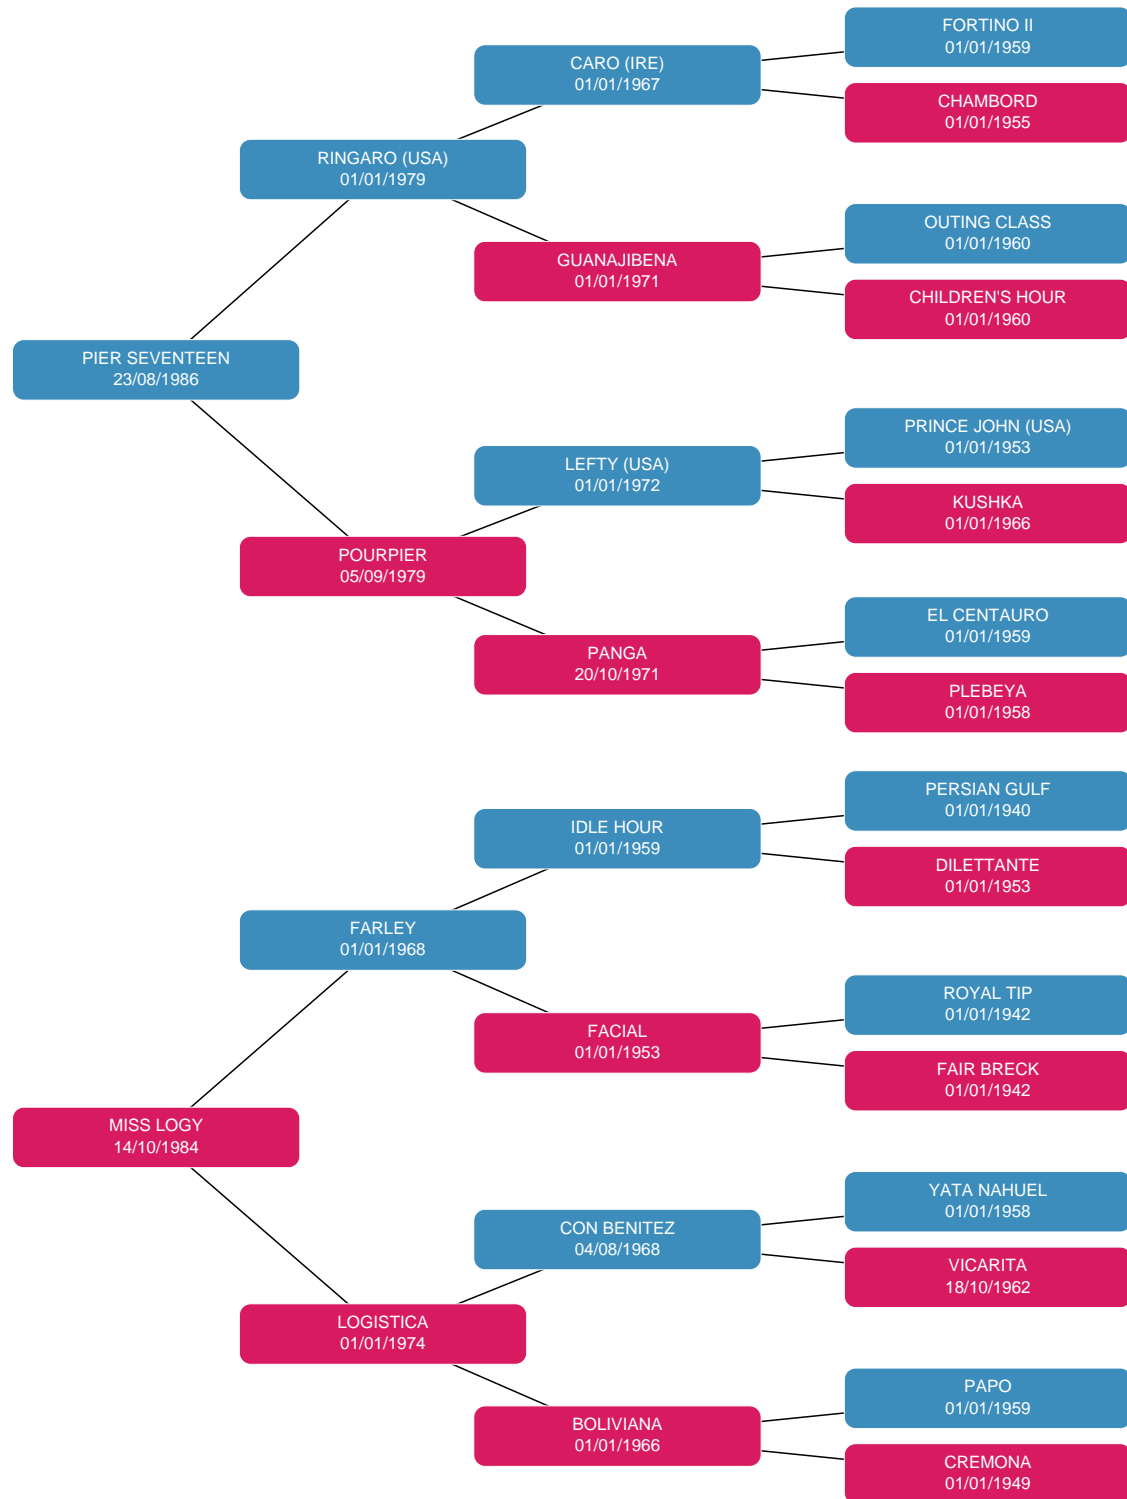 FORTINO II
01/01/1959
CARO (IRE)
01/01/1967
CHAMBORD
01/01/1955
RINGARO (USA)
01/01/1979
OUTING CLASS
01/01/1960
GUANAJIBENA
01/01/1971
CHILDREN'S HOUR
01/01/1960
PIER SEVENTEEN
23/08/1986
PRINCE JOHN (USA)
01/01/1953
LEFTY (USA)
01/01/1972
KUSHKA
01/01/1966
POURPIER
05/09/1979
EL CENTAURO
01/01/1959
PANGA
20/10/1971
PLEBEYA
01/01/1958
PERSIAN GULF
01/01/1940
IDLE HOUR
01/01/1959
DILETTANTE
01/01/1953
FARLEY
01/01/1968
ROYAL TIP
01/01/1942
FACIAL
01/01/1953
FAIR BRECK
01/01/1942
MISS LOGY
14/10/1984
YATA NAHUEL
01/01/1958
CON BENITEZ
04/08/1968
VICARITA
18/10/1962
LOGISTICA
01/01/1974
PAPO
01/01/1959
BOLIVIANA
01/01/1966
CREMONA
01/01/1949